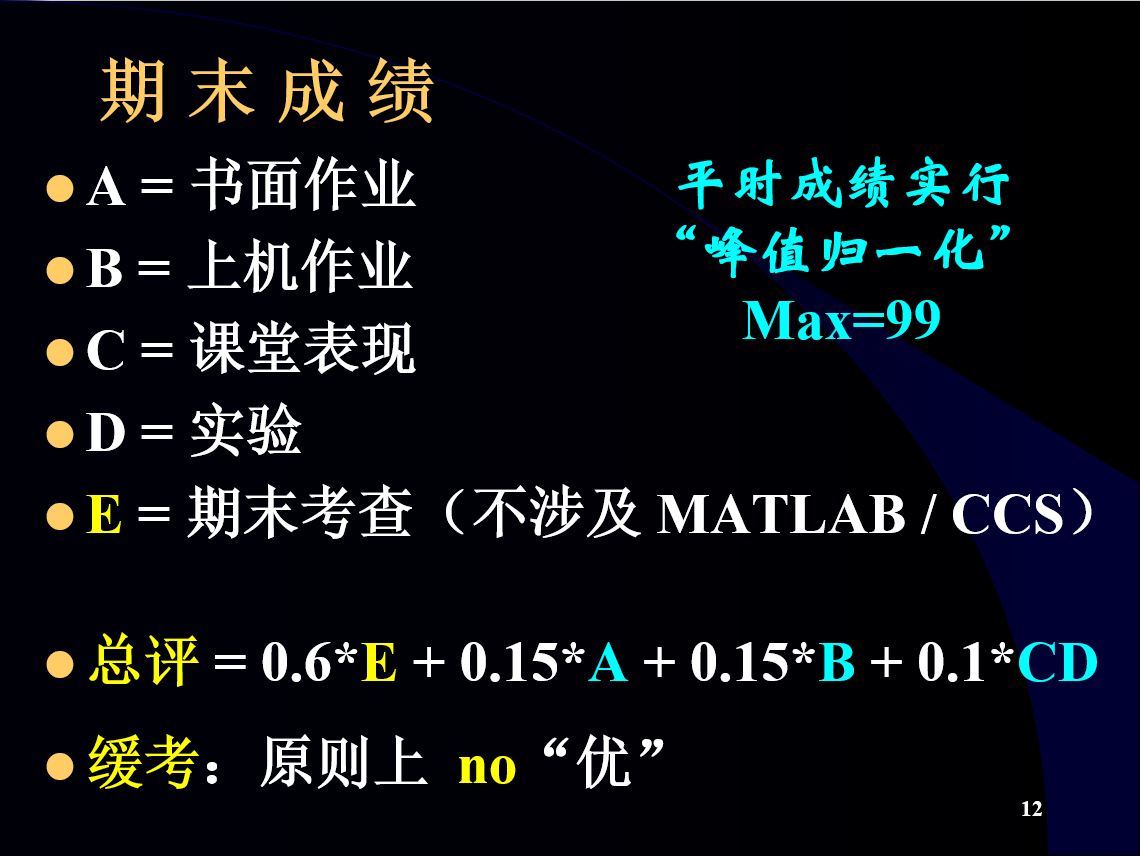 期末成绩
A = 书面作业
B = 上机作业
C = 课堂表现
D = 实验
E = 期末考查（不涉及 MATLAB / CCS）
平时成绩实行
“峰值归一化”
Max=99
总评 = 0.6*E + 0.15*A + 0.15*B + 0.1*CD
缓考：原则上 no “优”
12